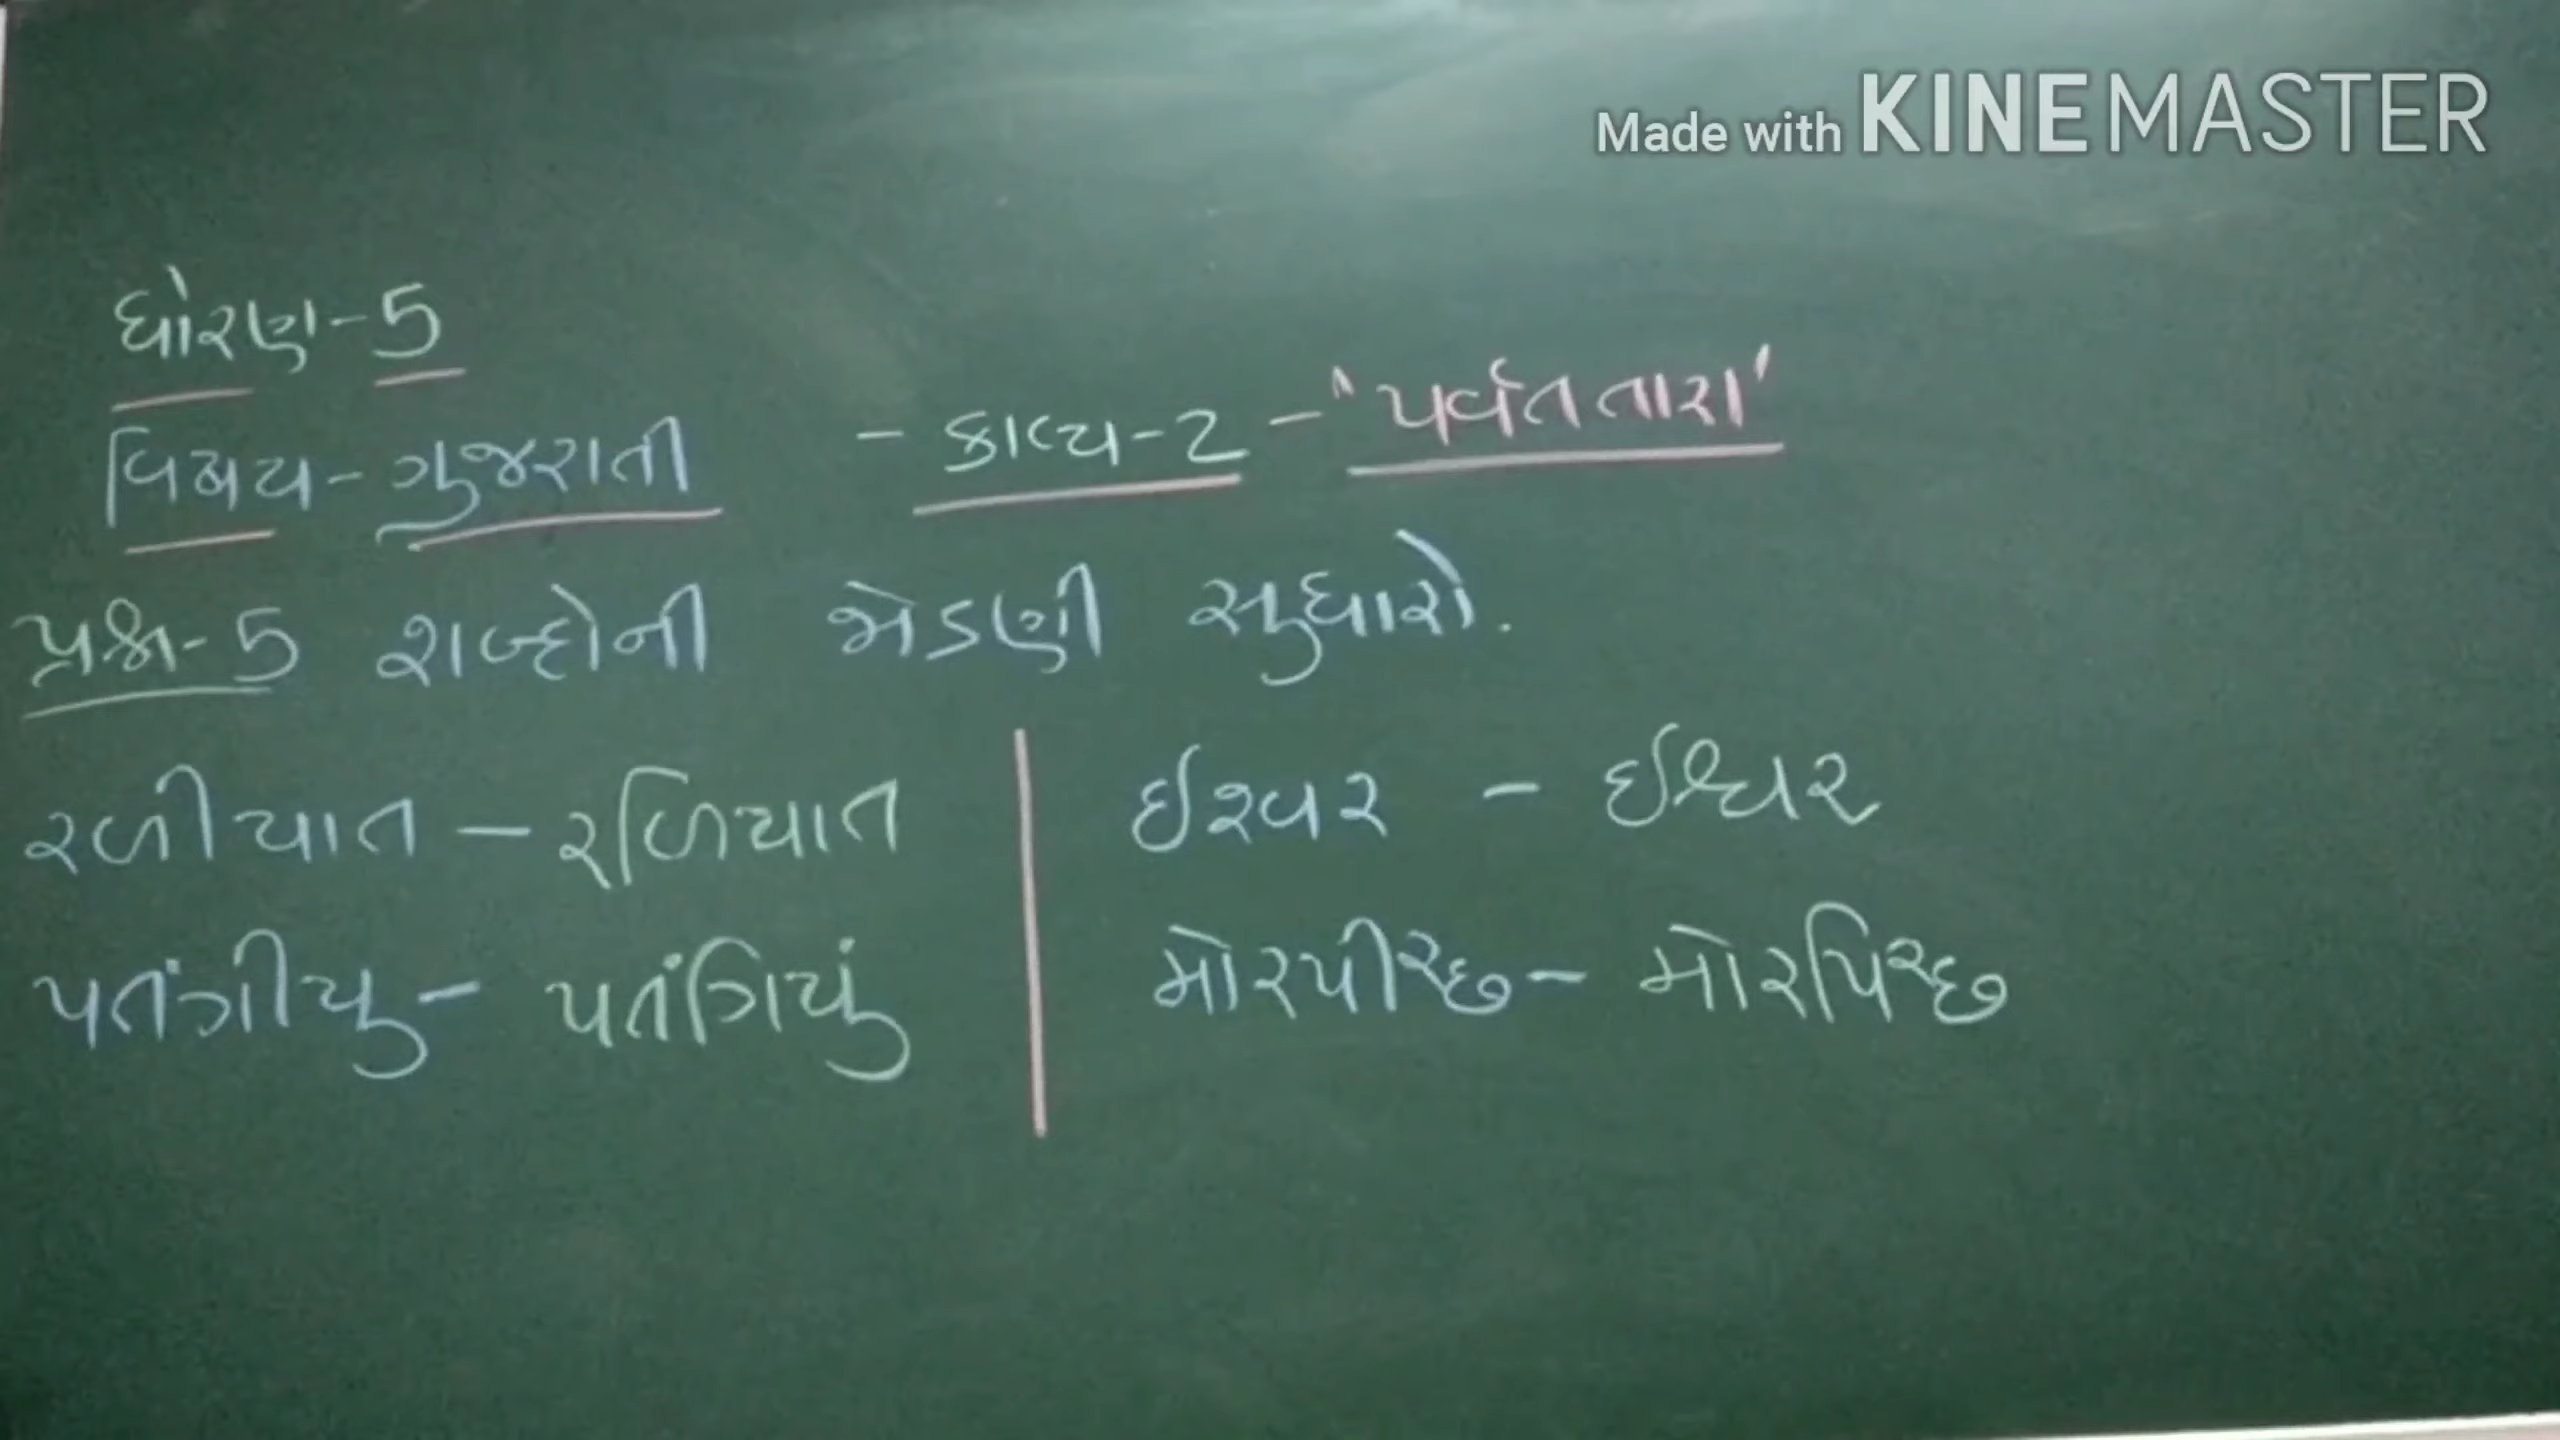 Made with KINEMASTER
ધોરણ-5
વિષય-ગુજરાતી - કાવ્ય-2 - 'પર્વત તારા'
પ્રશ્ન-5 શબ્દોની જોડણી સુધારો.
રળીયાત - રળિયાત
ઈશ્વર - ઈશ્વર
પતંગીયુ - પતંગિયું
મોરપીચ્છ - મોરપિચ્છ